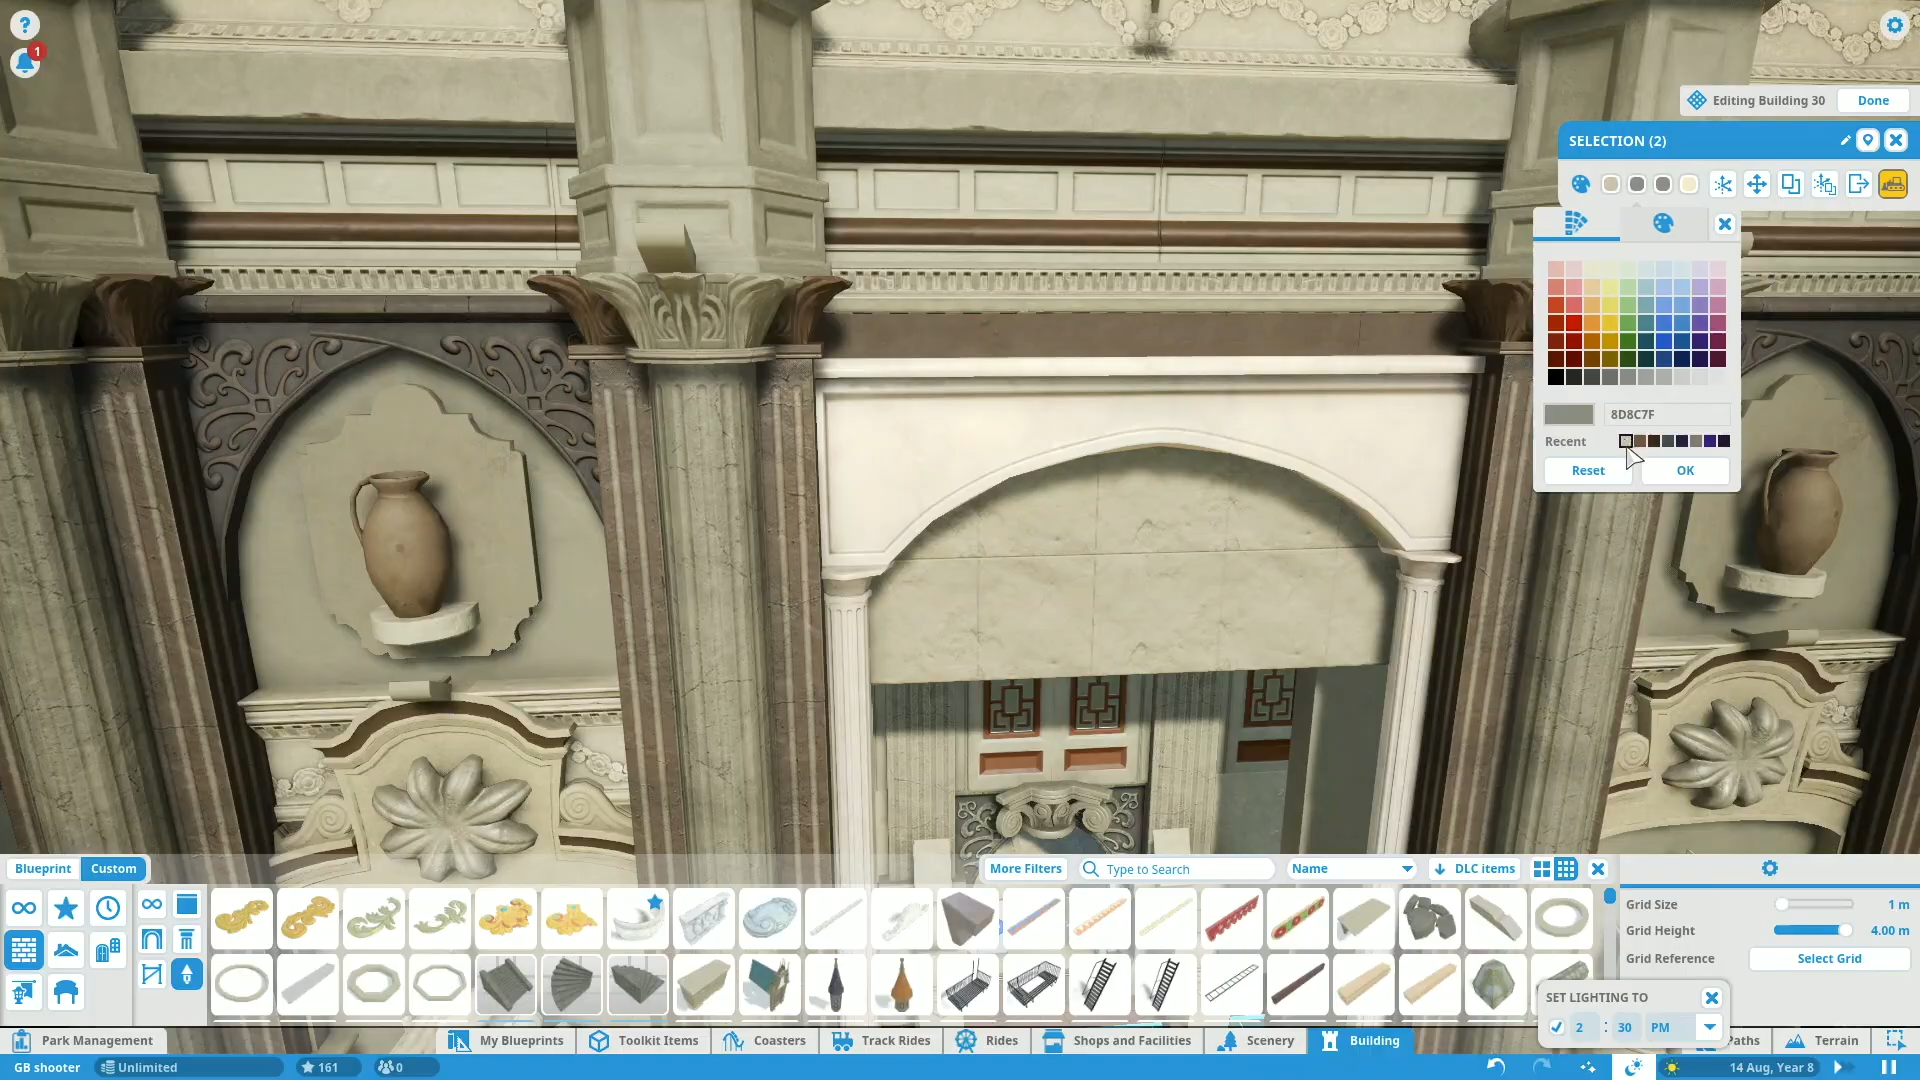 ?
1
Editing Building 30
Done
SELECTION (2)
8D8C7F
Recent
Reset
OK
Blueprint
Custom
More Filters
Type to Search
Name
DLC items
Grid Size
1 m
Grid Height
4.00 m
Grid Reference
Select Grid
SET LIGHTING TO
2 : 30 PM
Park Management
My Blueprints
Toolkit Items
Coasters
Track Rides
Rides
Shops and Facilities
Scenery
Building
Paths
Terrain
GB shooter
Unlimited
161
0
14 Aug, Year 8